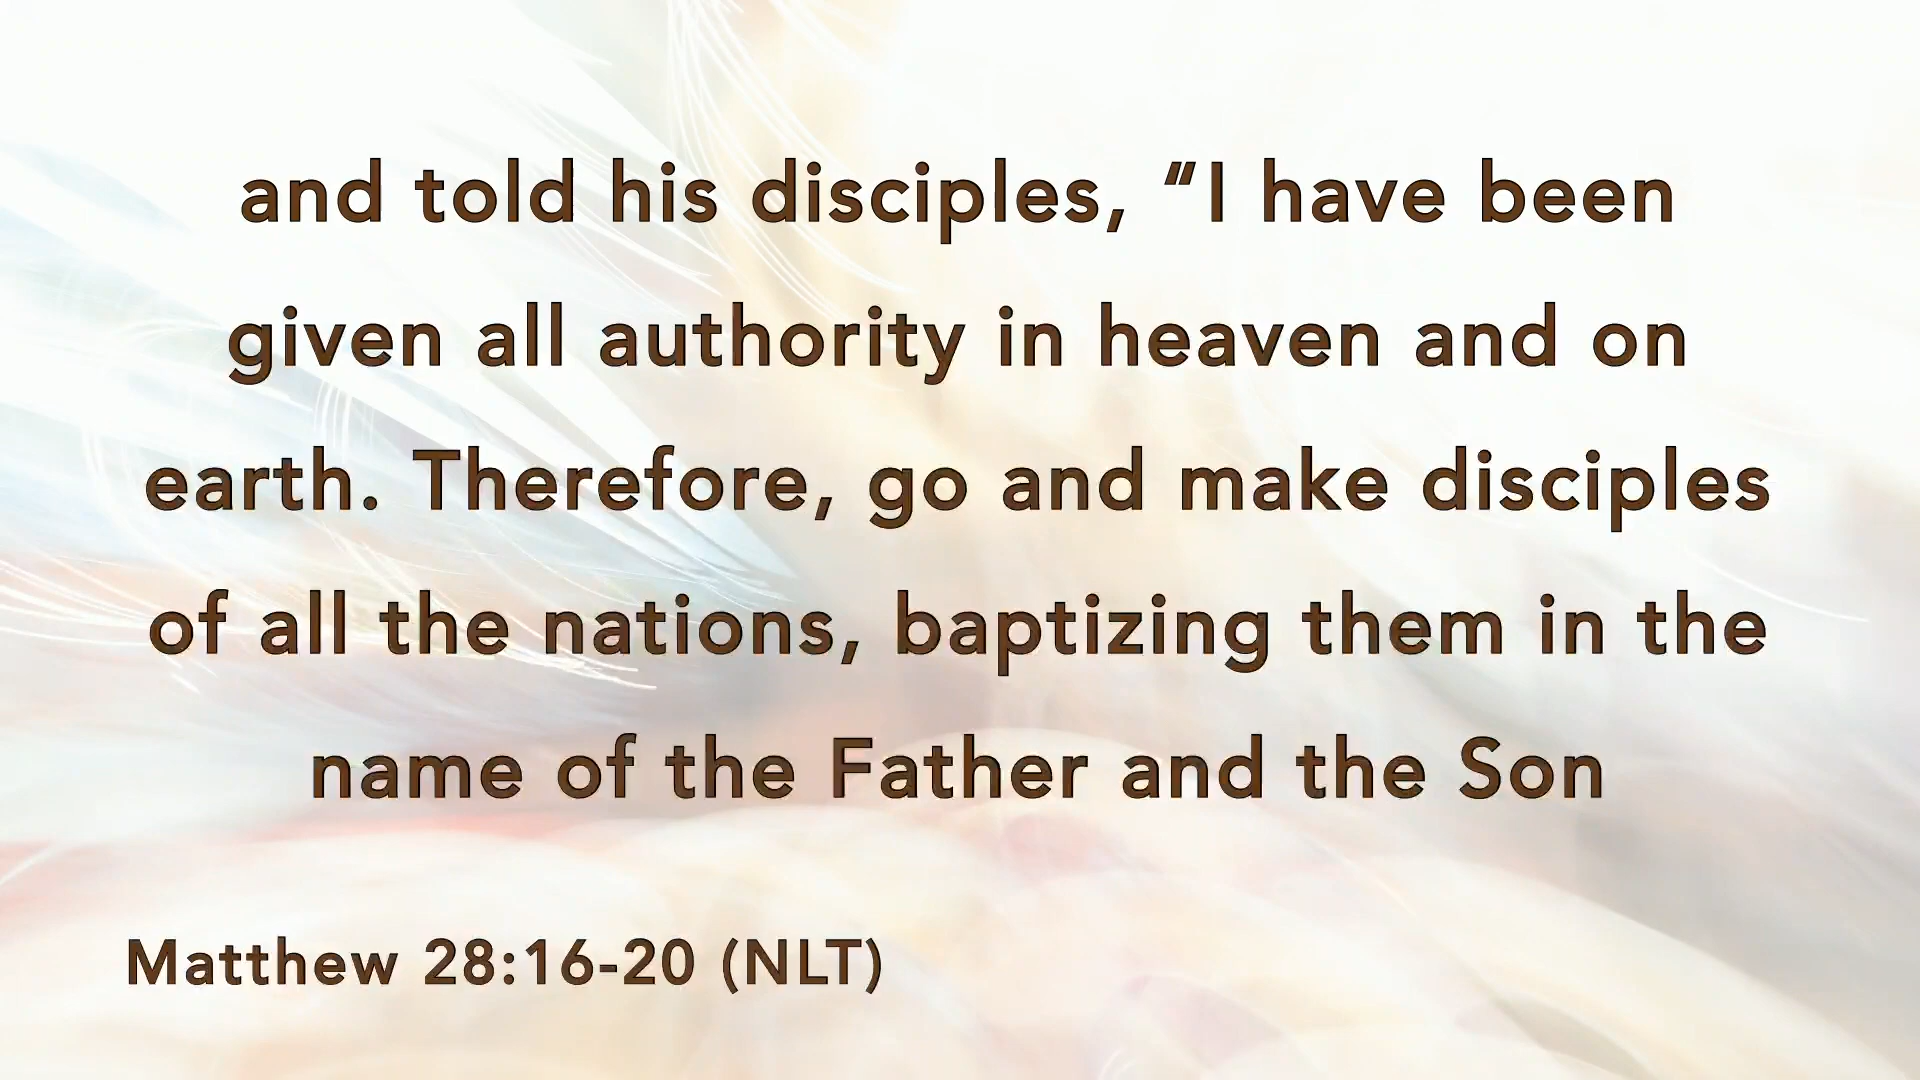 and told his disciples, “I have been
given all authority in heaven and on
earth. Therefore, go and make disciples
of all the nations, baptizing them in the
name of the Father and the Son
Matthew 28:16-20 (NLT)